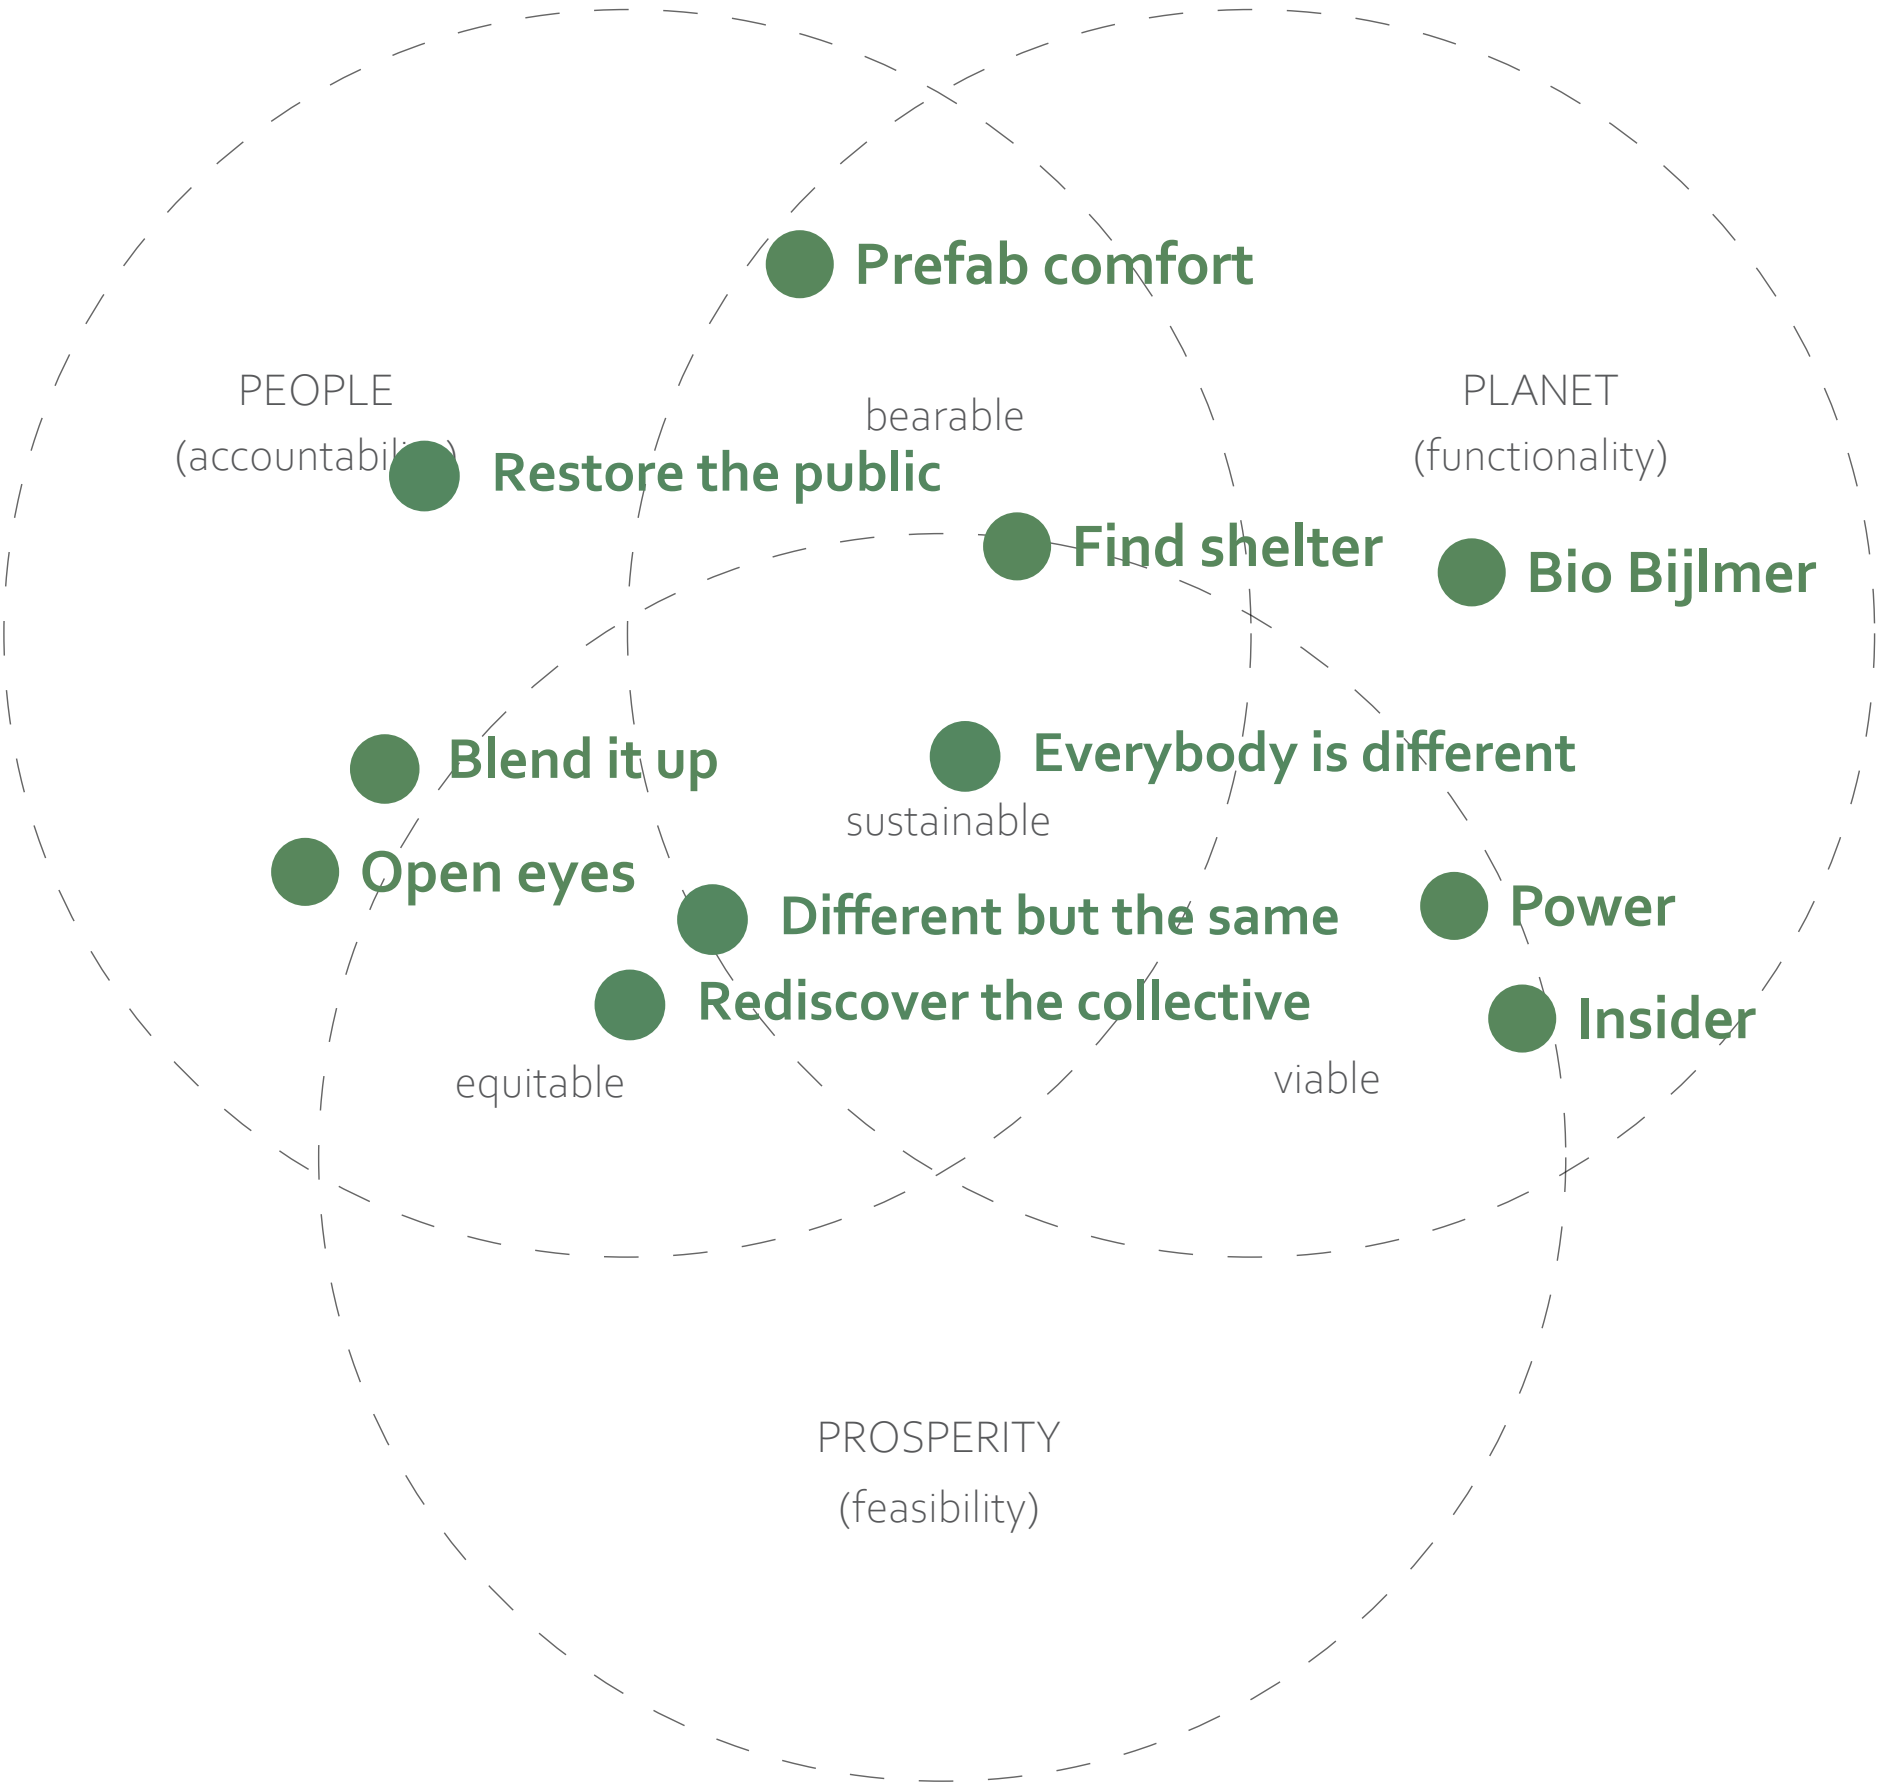 Prefab comfort
PEOPLE
(accountability)
bearable
PLANET
(functionality)
Restore the public
Find shelter
Bio Bijlmer
Blend it up
Everybody is different
sustainable
Open eyes
Different but the same
Power
Rediscover the collective
Insider
equitable
viable
PROSPERITY
(feasibility)